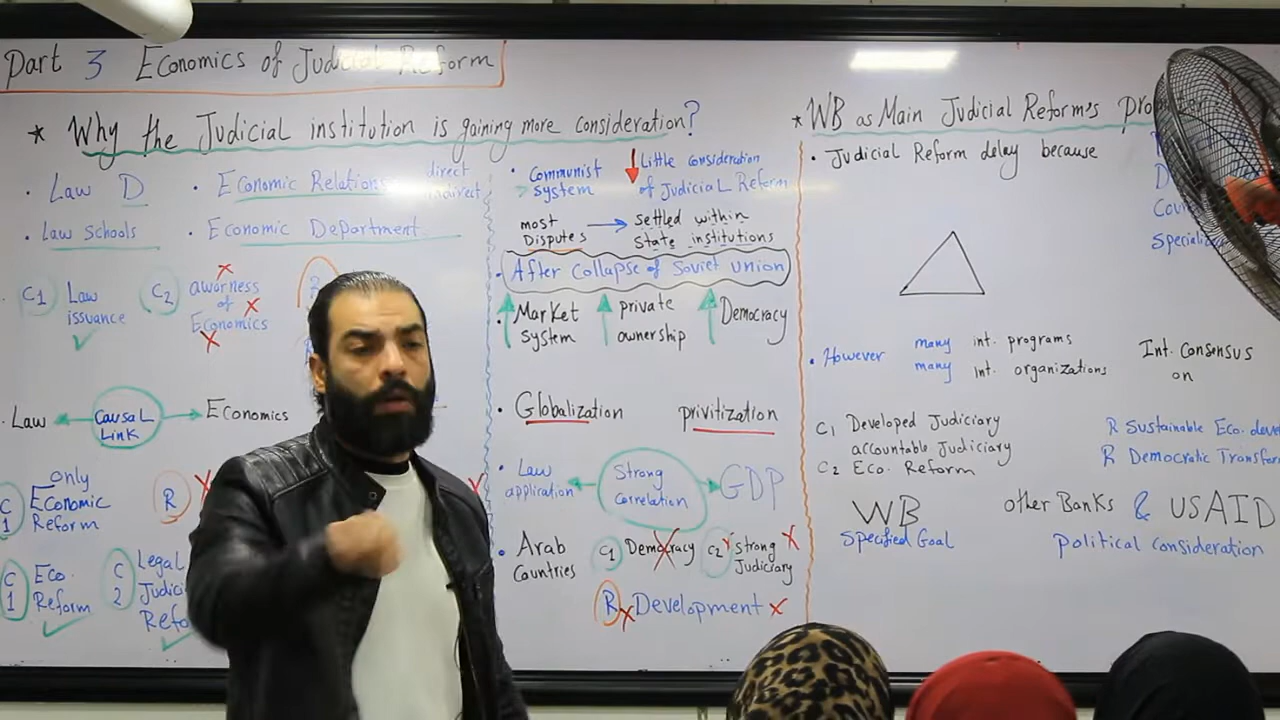 Part 3 Economics of Judicial Reform
* Why the Judicial institution is gaining more consideration?
· Law D · Economic Relations direct
indirect
· Law schools · Economic Department
C1 Law issuance ✓
C2 x awarness of Economics x x
Law Causal Link Economics
C1 only Economic Reform R x
C1 Eco. Reform ✓
C2 Legal
· Communist system ↓ Little consideration of Judicial Reform
most Disputes → settled within State institutions
· After collapse of Soviet union
· ↑ Market system ↑ private ownership ↑ Democracy
· Globalization privitization
· Law application Strong Correlation GDP
· Arab Countries C1 Democracy C2 Strong Judiciary x
R x Development x
* WB as Main Judicial Reform's
· Judicial Reform delay because
· However many int. programs
many int. organizations
Int. Consensus on
C1 Developed Judiciary
accountable Judiciary
C2 Eco. Reform
R Sustainable Eco.
R Democratic
WB
Specified Goal
other Banks & USAID
political consideration